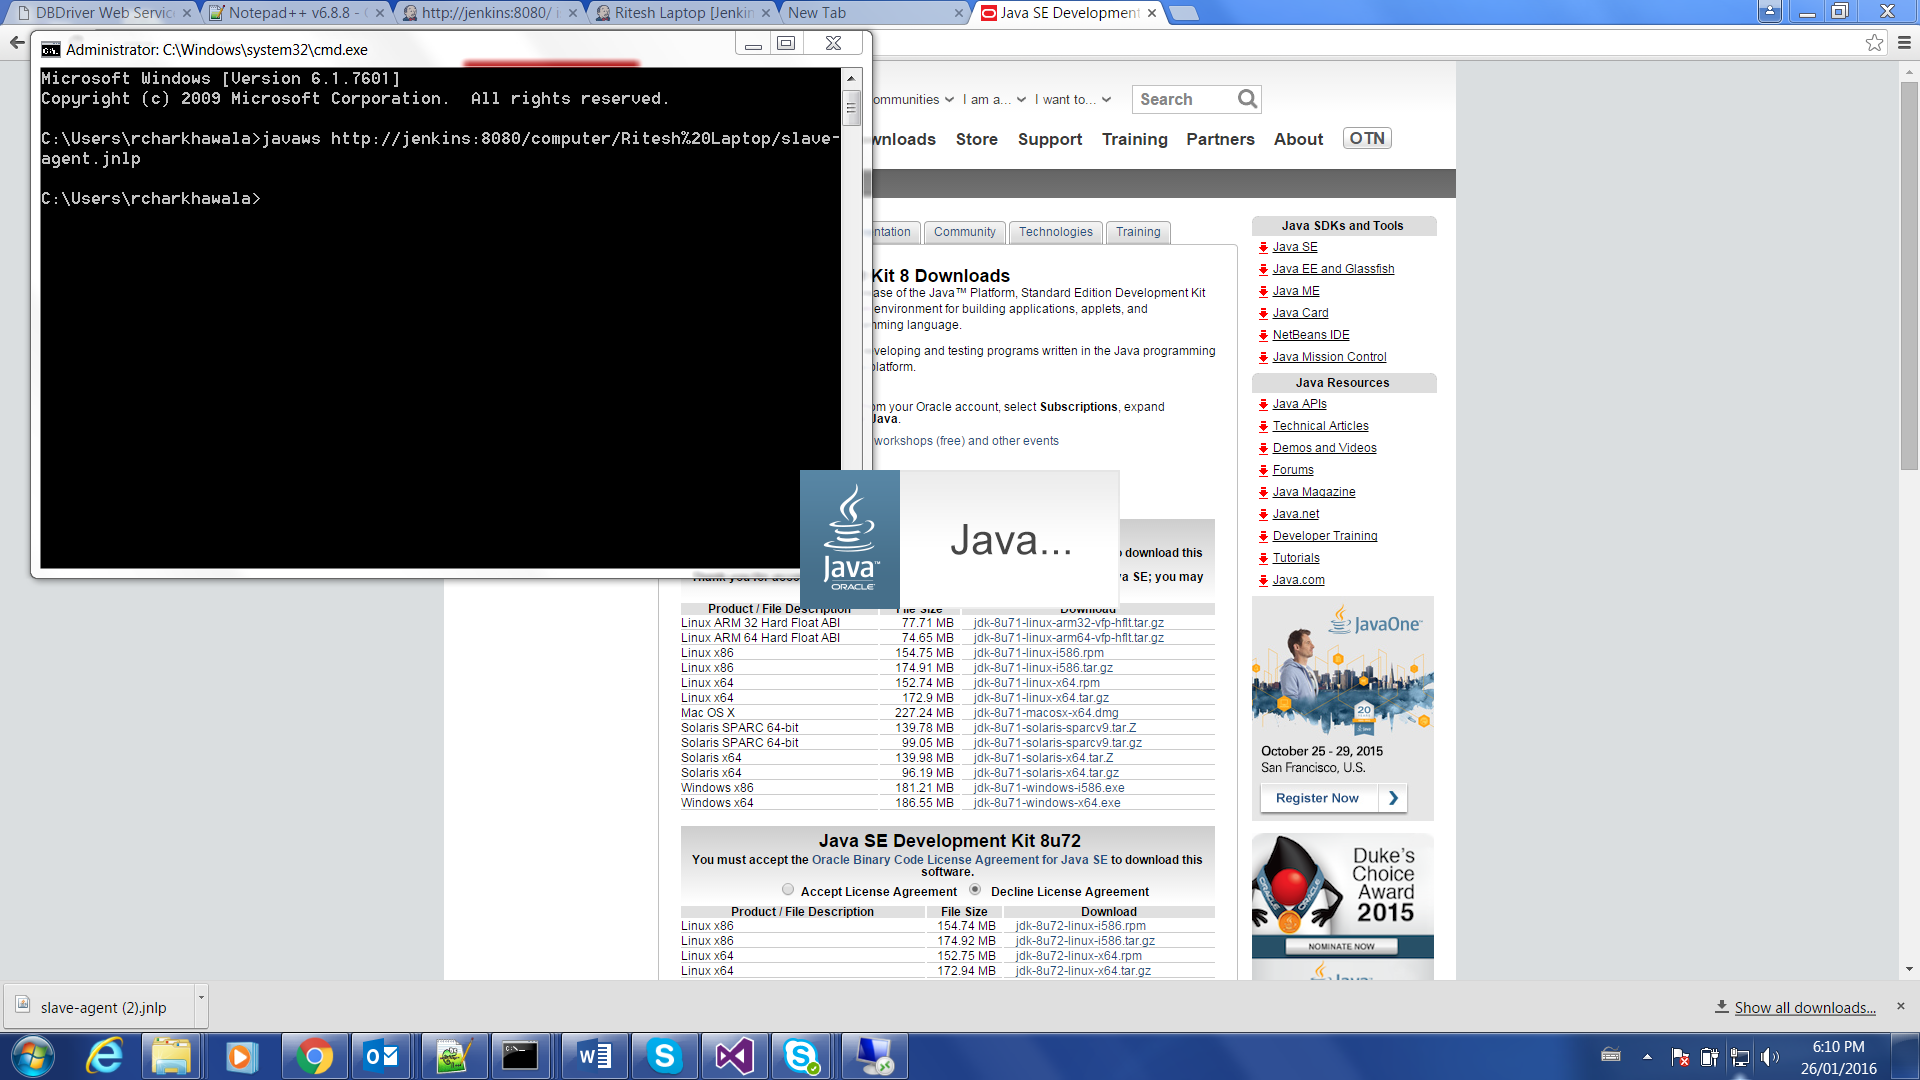 DBDriver Web Service
Notepad++ v6.8.8 -
http://jenkins:8080/
Ritesh Laptop [Jenkin
New Tab
Java SE Development
Administrator: C:\Windows\system32\cmd.exe
Microsoft Windows [Version 6.1.7601]
Copyright (c) 2009 Microsoft Corporation.  All rights reserved.
C:\Users\rcharkhawala>javaws http://jenkins:8080/computer/Ritesh%20Laptop/slave-
agent.jnlp
C:\Users\rcharkhawala>
ommunities I am a... I want to... Search
wnloads Store Support Training Partners About OTN
ntation Community Technologies Training
Kit 8 Downloads
ase of the Java™ Platform, Standard Edition Development Kit
environment for building applications, applets, and
ming language.
veloping and testing programs written in the Java programming
platform.
om your Oracle account, select Subscriptions, expand
Java.
workshops (free) and other events
Java SDKs and Tools
Java SE
Java EE and Glassfish
Java ME
Java Card
NetBeans IDE
Java Mission Control
Java Resources
Java APIs
Technical Articles
Demos and Videos
Forums
Java Magazine
Java.net
Developer Training
Tutorials
Java.com
Java™
ORACLE
Java...
to download this
va SE; you may
Product / File Description File Size Download
Linux ARM 32 Hard Float ABI 77.71 MB jdk-8u71-linux-arm32-vfp-hflt.tar.gz
Linux ARM 64 Hard Float ABI 74.65 MB jdk-8u71-linux-arm64-vfp-hflt.tar.gz
Linux x86 154.75 MB jdk-8u71-linux-i586.rpm
Linux x86 174.91 MB jdk-8u71-linux-i586.tar.gz
Linux x64 152.74 MB jdk-8u71-linux-x64.rpm
Linux x64 172.9 MB jdk-8u71-linux-x64.tar.gz
Mac OS X 227.24 MB jdk-8u71-macosx-x64.dmg
Solaris SPARC 64-bit 139.78 MB jdk-8u71-solaris-sparcv9.tar.Z
Solaris SPARC 64-bit 99.05 MB jdk-8u71-solaris-sparcv9.tar.gz
Solaris x64 139.98 MB jdk-8u71-solaris-x64.tar.Z
Solaris x64 96.19 MB jdk-8u71-solaris-x64.tar.gz
Windows x86 181.21 MB jdk-8u71-windows-i586.exe
Windows x64 186.55 MB jdk-8u71-windows-x64.exe
Java SE Development Kit 8u72
You must accept the Oracle Binary Code License Agreement for Java SE to download this
software.
Accept License Agreement Decline License Agreement
Product / File Description File Size Download
Linux x86 154.74 MB jdk-8u72-linux-i586.rpm
Linux x86 174.92 MB jdk-8u72-linux-i586.tar.gz
Linux x64 152.75 MB jdk-8u72-linux-x64.rpm
Linux x64 172.94 MB jdk-8u72-linux-x64.tar.gz
JavaOne™
20
October 25 - 29, 2015
San Francisco, U.S.
Register Now
Duke's
Choice
Award
2015
NOMINATE NOW
slave-agent (2).jnlp
Show all downloads...
6:10 PM
26/01/2016